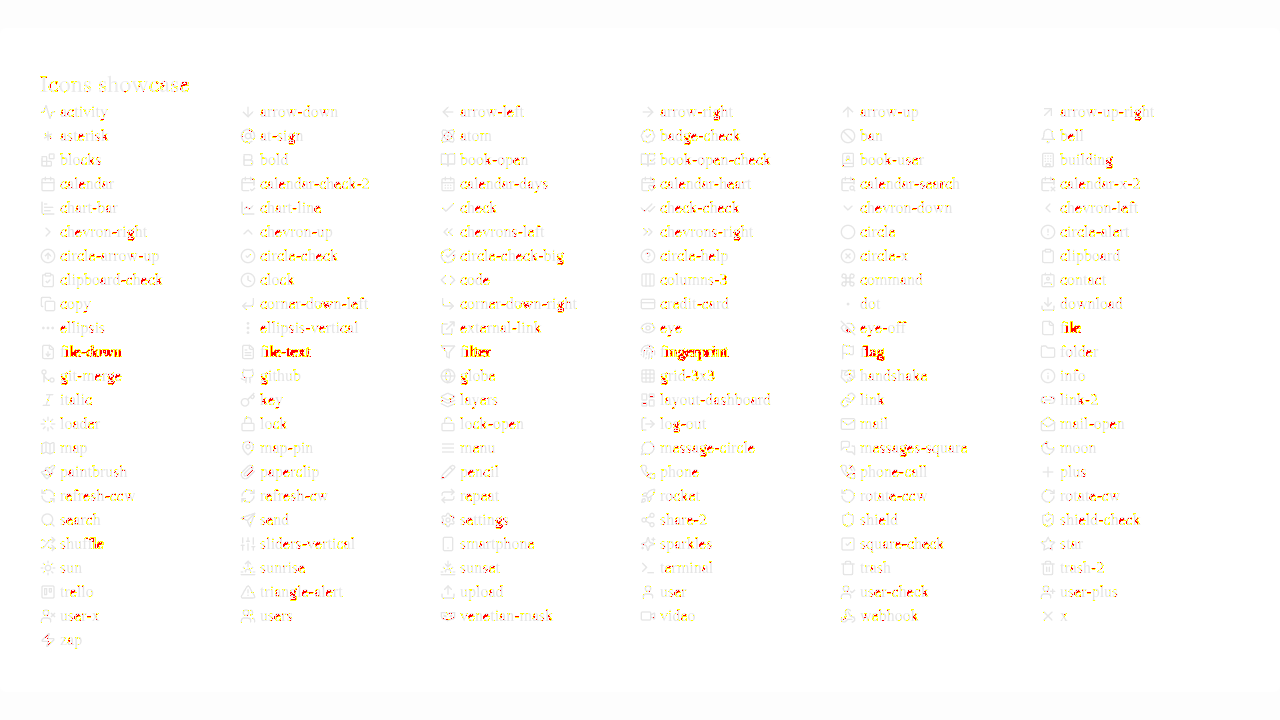 Icons showcase
activity arrow-down arrow-left arrow-right arrow-up arrow-up-right
asterisk at-sign atom badge-check ban bell
blocks bold book-open book-open-check book-user building
calendar calendar-check-2 calendar-days calendar-heart calendar-search calendar-x-2
chart-bar chart-line check check-check chevron-down chevron-left
chevron-right chevron-up chevrons-left chevrons-right circle circle-alert
circle-arrow-up circle-check circle-check-big circle-help circle-x clipboard
clipboard-check clock code columns-3 command contact
copy corner-down-left corner-down-right credit-card dot download
ellipsis ellipsis-vertical external-link eye eye-off file
file-down file-text filter fingerprint flag folder
git-merge github globe grid-3x3 handshake info
italic key layers layout-dashboard link link-2
loader lock lock-open log-out mail mail-open
map map-pin menu message-circle messages-square moon
paintbrush paperclip pencil phone phone-call plus
refresh-ccw refresh-cw repeat rocket rotate-ccw rotate-cw
search send settings share-2 shield shield-check
shuffle sliders-vertical smartphone sparkles square-check star
sun sunrise sunset terminal trash trash-2
trello triangle-alert upload user user-check user-plus
user-x users venetian-mask video webhook x
zap